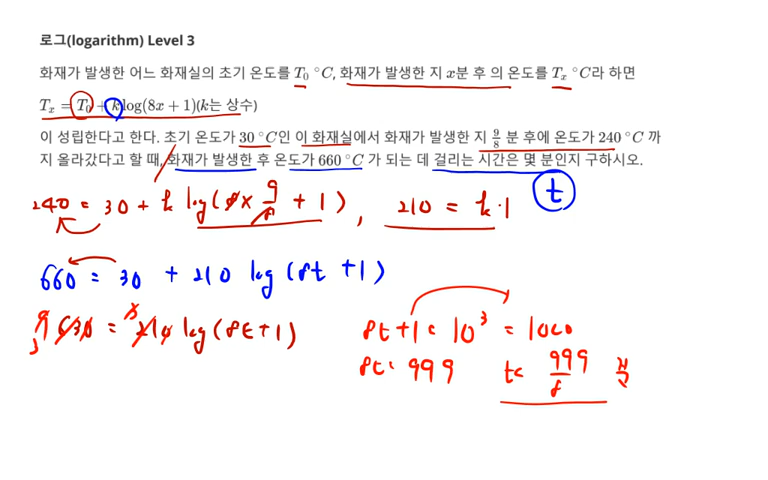 로그(logarithm) Level 3
화재가 발생한 어느 화재실의 초기 온도를 T₀ °C, 화재가 발생한 지 x분 후 의 온도를 Tₓ °C라 하면
Tₓ = T₀ + k log(8x + 1)(k는 상수)
이 성립한다고 한다. 초기 온도가 30 °C인 이 화재실에서 화재가 발생한 지 9/8 분 후에 온도가 240 °C 까
지 올라갔다고 할 때, 화재가 발생한 후 온도가 660 °C 가 되는 데 걸리는 시간은 몇 분인지 구하시오.
t
240 = 30 + k log(8 × 9/8 + 1), 210 = k·1
660 = 30 + 210 log(8t + 1)
630 = 210 log(8t+1)
8t+1 = 10³ = 1000
8t = 999 t = 999/8 분